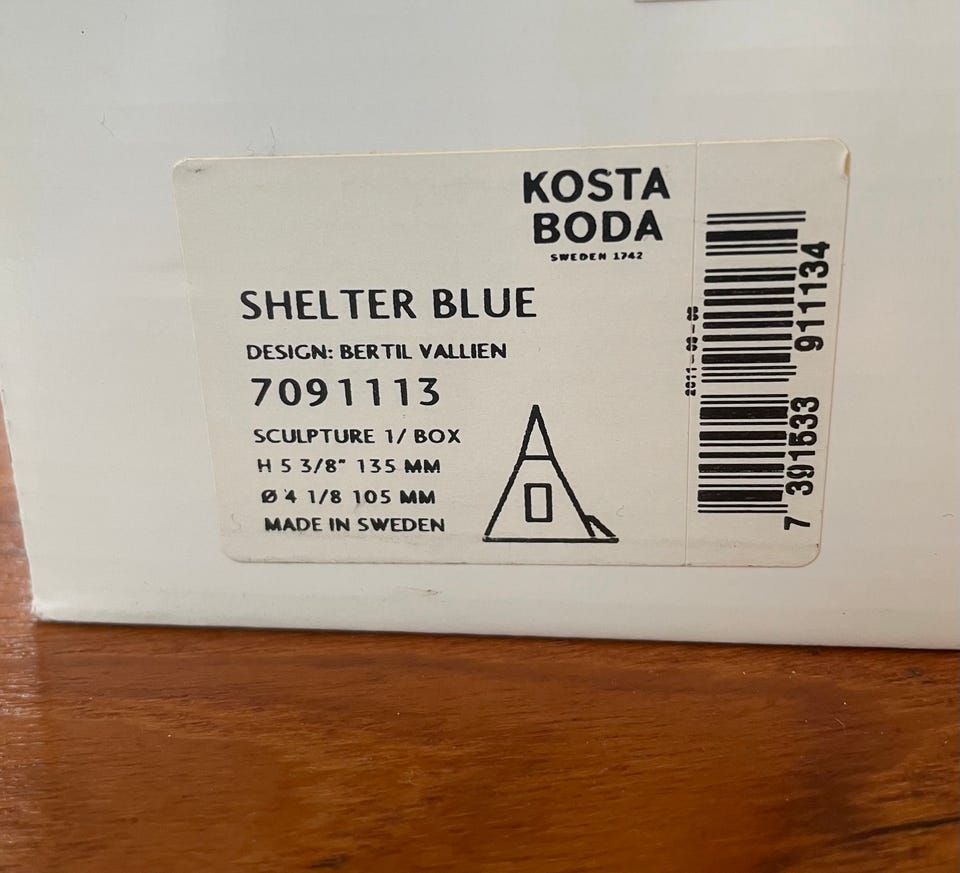 KOSTA
BODA
SWEDEN 1742
SHELTER BLUE
DESIGN: BERTIL VALLIEN
7091113
SCULPTURE 1/ BOX
H 5 3/8" 135 MM
Ø 4 1/8 105 MM
MADE IN SWEDEN
7 391533 911134